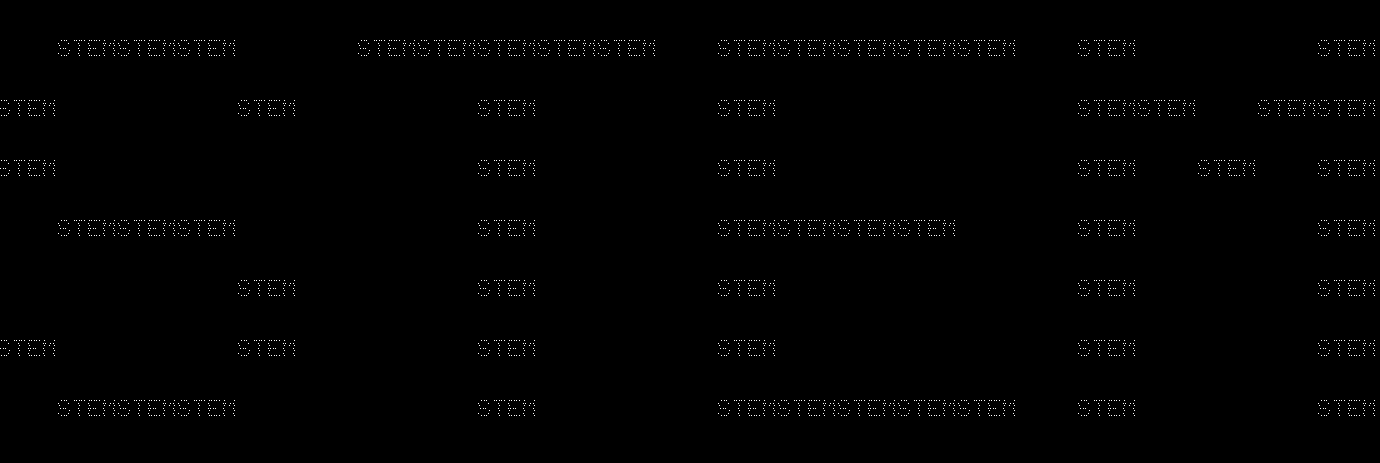 STEMSTEMSTEM STEMSTEMSTEMSTEMSTEM STEMSTEMSTEMSTEMSTEM STEM STEM
STEM STEM STEM STEM STEMSTEM STEMSTEM
STEM STEM STEM STEM STEM STEM
STEMSTEMSTEM STEM STEMSTEMSTEMSTEM STEM STEM
STEM STEM STEM STEM STEM
STEM STEM STEM STEM STEM STEM
STEMSTEMSTEM STEM STEMSTEMSTEMSTEMSTEM STEM STEM